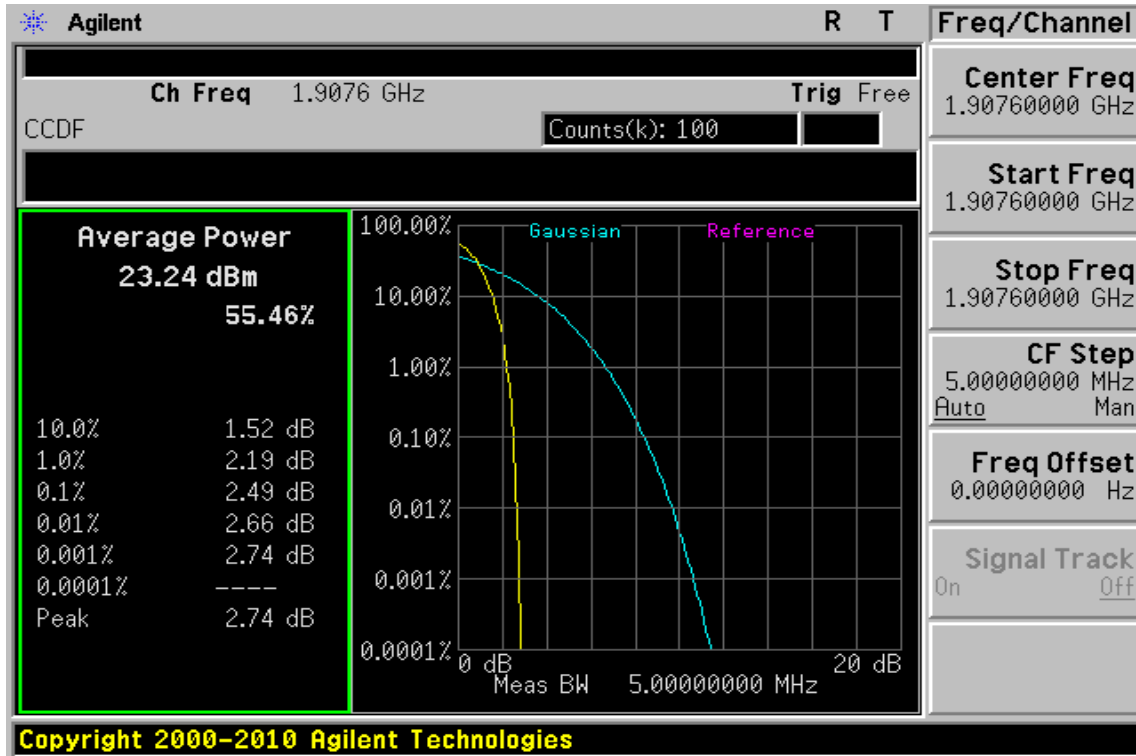 Agilent R T
Freq/Channel
Ch Freq 1.9076 GHz Trig Free
CCDF Counts(k): 100
Average Power
23.24 dBm
55.46%
10.0% 1.52 dB
1.0% 2.19 dB
0.1% 2.49 dB
0.01% 2.66 dB
0.001% 2.74 dB
0.0001% ----
Peak 2.74 dB
Gaussian Reference
100.00%
10.00%
1.00%
0.10%
0.01%
0.001%
0.0001%
0 dB 20 dB
Meas BW 5.00000000 MHz
Center Freq
1.90760000 GHz
Start Freq
1.90760000 GHz
Stop Freq
1.90760000 GHz
CF Step
5.00000000 MHz
Auto Man
Freq Offset
0.00000000 Hz
Signal Track
On Off
Copyright 2000-2010 Agilent Technologies